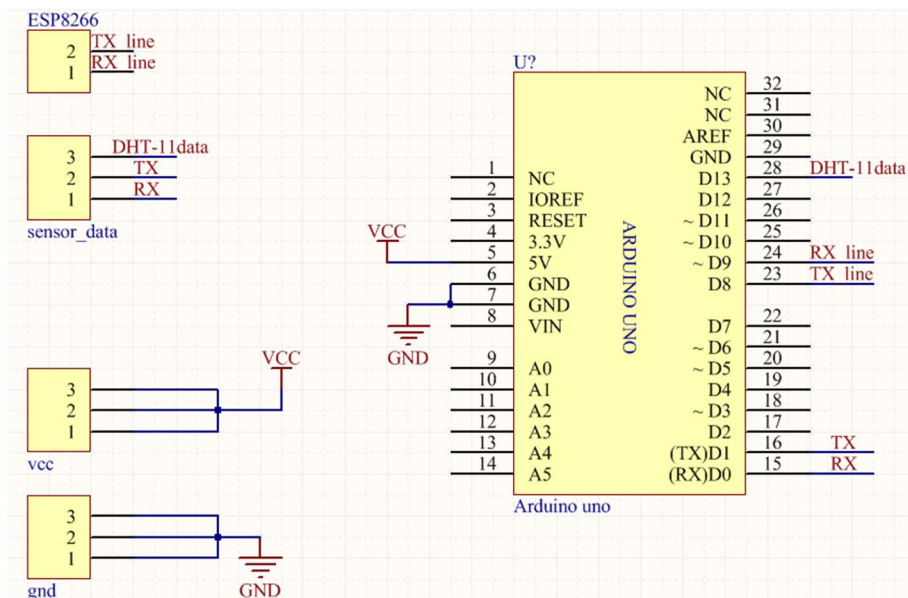 ESP8266
2 TX_line
1 RX_line
3 DHT-11data
2 TX
1 RX
sensor_data
VCC
3
2
1
vcc
3
2
1
GND
gnd
U?
ARDUINO UNO
1 NC
2 IOREF
3 RESET
4 3.3V
VCC 5 5V
6 GND
7 GND
GND
8 VIN
9 A0
10 A1
11 A2
12 A3
13 A4
14 A5
NC 32
NC 31
AREF 30
GND 29
D13 28 DHT-11data
D12 27
~ D11 26
~ D10 25
~ D9 24 RX_line
D8 23 TX_line
D7 22
~ D6 21
~ D5 20
D4 19
~ D3 18
D2 17
(TX)D1 16 TX
(RX)D0 15 RX
Arduino uno